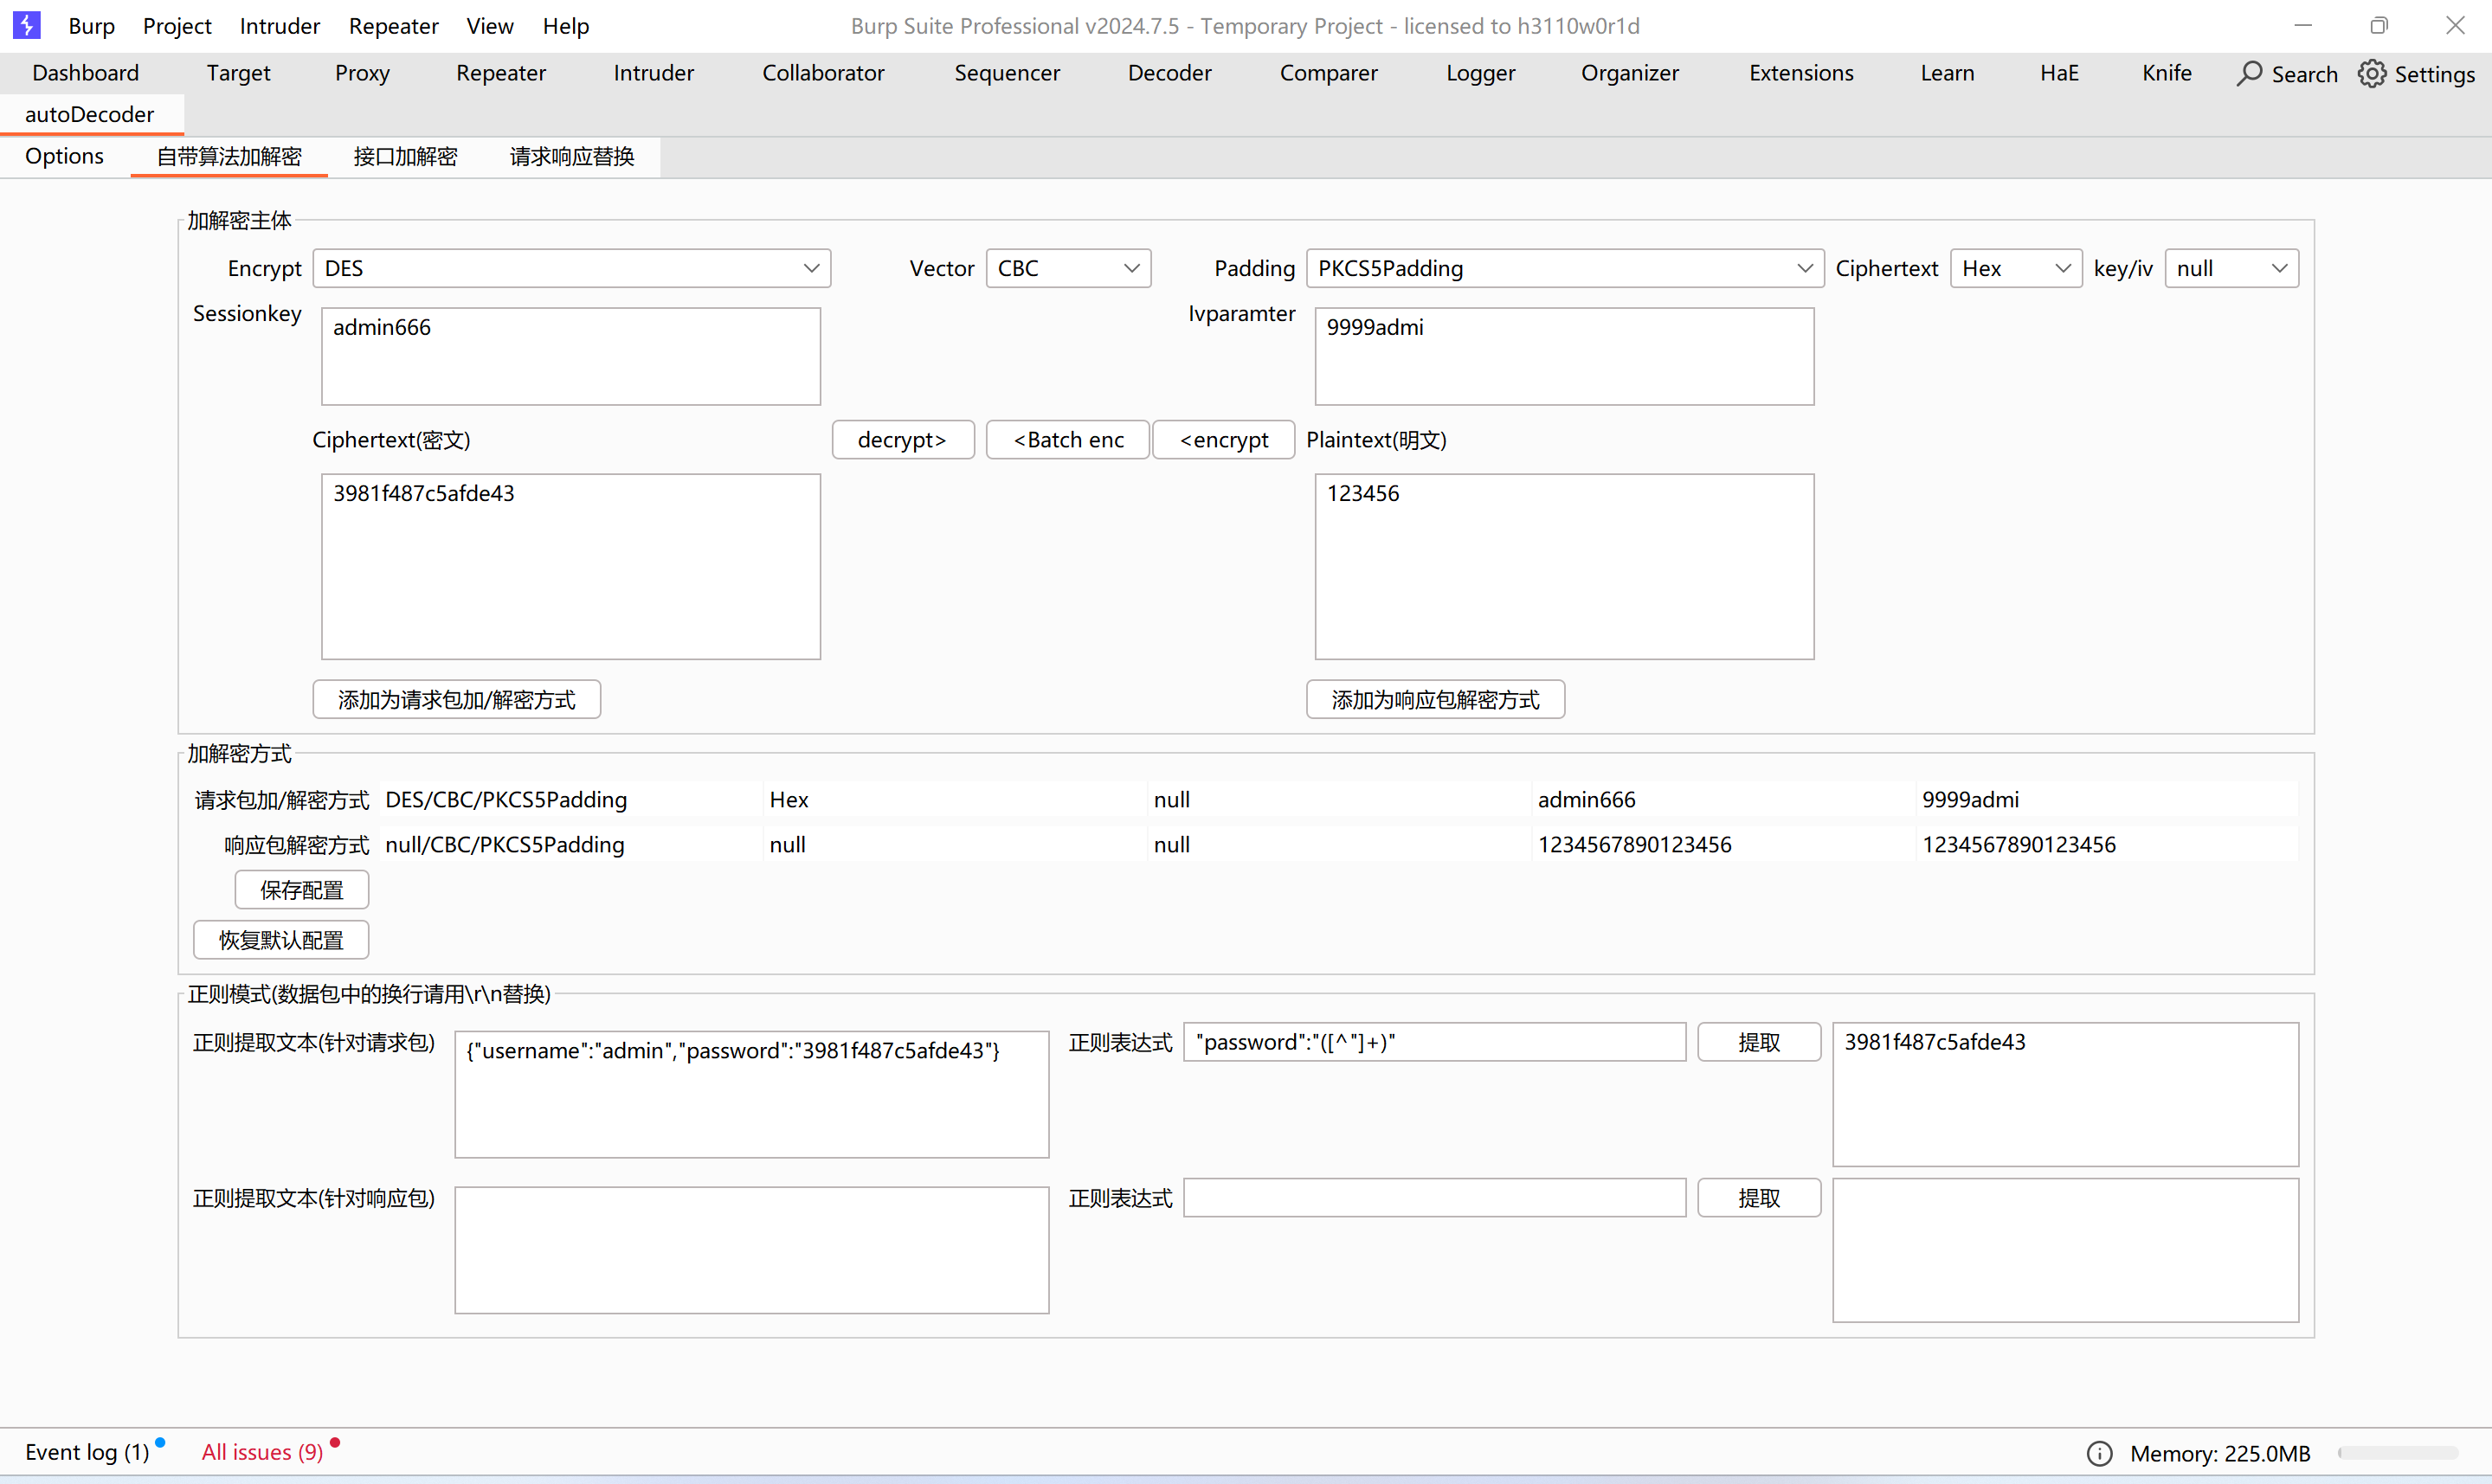 Burp Project Intruder Repeater View Help Burp Suite Professional v2024.7.5 - Temporary Project - licensed to h3110w0r1d
Dashboard Target Proxy Repeater Intruder Collaborator Sequencer Decoder Comparer Logger Organizer Extensions Learn HaE Knife Search Settings
autoDecoder
Options 自带算法加解密 接口加解密 请求响应替换
加解密主体
Encrypt DES Vector CBC Padding PKCS5Padding Ciphertext Hex key/iv null
Sessionkey admin666 Ivparamter 9999admi
Ciphertext(密文) decrypt> <Batch enc <encrypt Plaintext(明文)
3981f487c5afde43 123456
添加为请求包加/解密方式 添加为响应包解密方式
加解密方式
请求包加/解密方式 DES/CBC/PKCS5Padding Hex null admin666 9999admi
响应包解密方式 null/CBC/PKCS5Padding null null 1234567890123456 1234567890123456
保存配置
恢复默认配置
正则模式(数据包中的换行请用\r\n替换)
正则提取文本(针对请求包) {"username":"admin","password":"3981f487c5afde43"} 正则表达式 "password":"([^"]+)" 提取 3981f487c5afde43
正则提取文本(针对响应包) 正则表达式 提取
Event log (1) All issues (9) Memory: 225.0MB